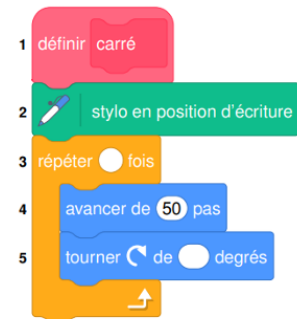 1 définir carré
2 stylo en position d'écriture
3 répéter fois
4 avancer de 50 pas
5 tourner de degrés